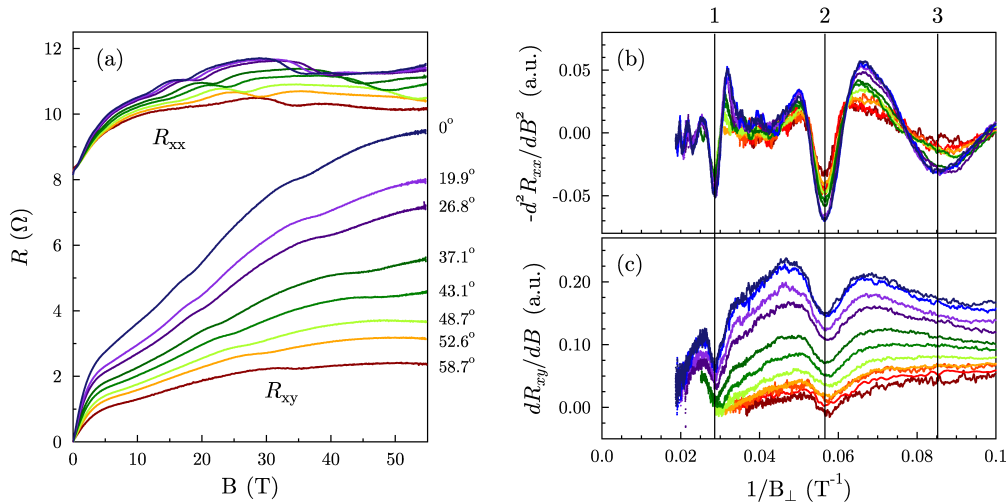 (a)
12
10
8
6
4
2
0
R (Ω)
R_xx
R_xy
0°
19.9°
26.8°
37.1°
43.1°
48.7°
52.6°
58.7°
0 10 20 30 40 50
B (T)
1 2 3
(b)
0.05
0.00
-0.05
-d²R_xx/dB² (a.u.)
(c)
0.20
0.10
0.00
dR_xy/dB (a.u.)
0.0 0.02 0.04 0.06 0.08 0.1
1/B_⊥ (T⁻¹)